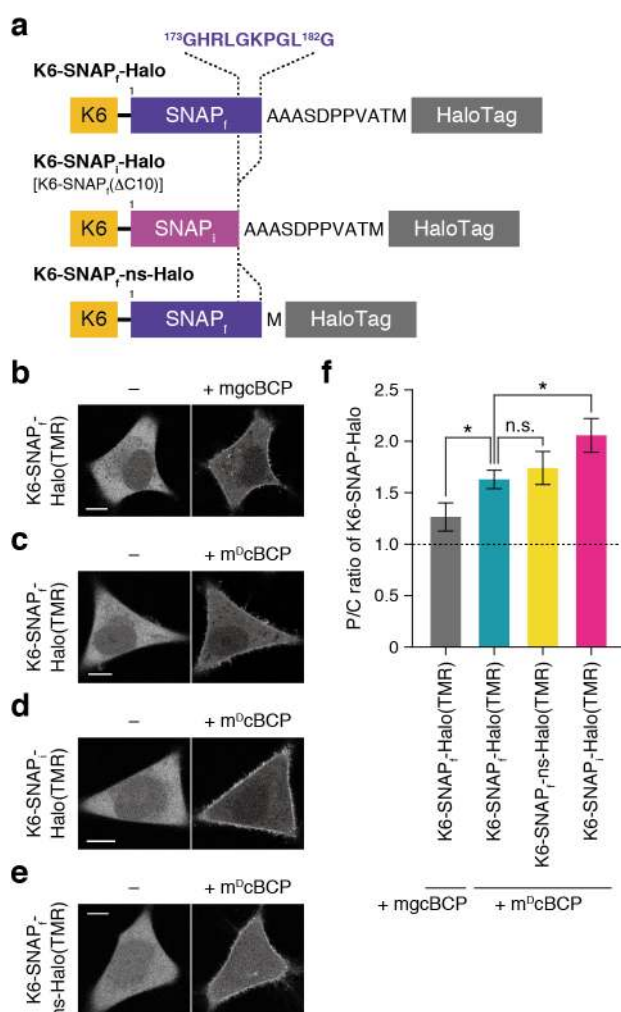 a
¹⁷³GHRLGKPGL¹⁸²G
K6-SNAPf-Halo
1
K6 SNAPf AAASDPPVATM HaloTag
K6-SNAPi-Halo
[K6-SNAPf(ΔC10)]
1
K6 SNAPi AAASDPPVATM HaloTag
K6-SNAPf-ns-Halo
1
K6 SNAPf M HaloTag
b
– + mgcBCP
K6-SNAPf-
Halo(TMR)
c
– + mᴰcBCP
K6-SNAPf-
Halo(TMR)
d
– + mᴰcBCP
K6-SNAPi-
Halo(TMR)
e
– + mᴰcBCP
K6-SNAPf-
ns-Halo(TMR)
f
P/C ratio of K6-SNAP-Halo
2.5
2.0
1.5
1.0
0.5
0
*
n.s.
*
K6-SNAPf-Halo(TMR)
K6-SNAPf-Halo(TMR)
K6-SNAPf-ns-Halo(TMR)
K6-SNAPi-Halo(TMR)
+ mgcBCP + mᴰcBCP